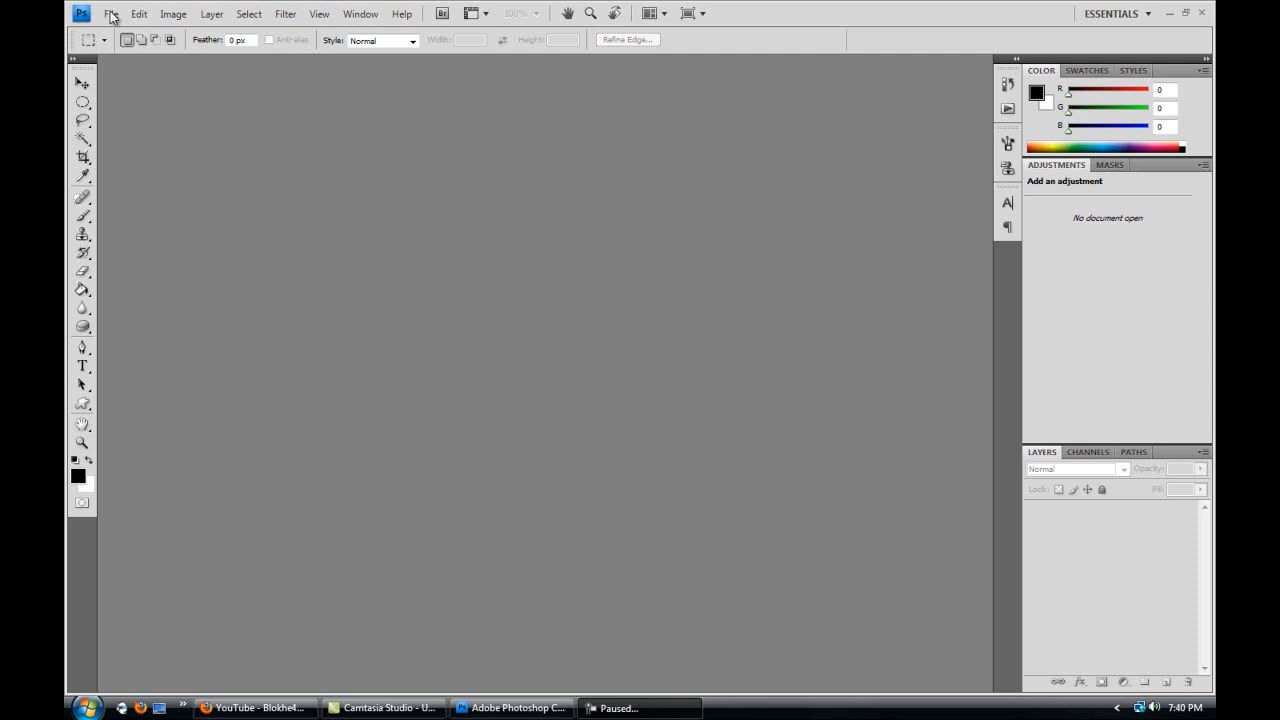 Ps File Edit Image Layer Select Filter View Window Help Br 100% ESSENTIALS
Feather: 0 px Anti-alias Style: Normal Width: Height: Refine Edge...
COLOR SWATCHES STYLES
R 0
G 0
B 0
ADJUSTMENTS MASKS
Add an adjustment
No document open
A
T
LAYERS CHANNELS PATHS
Normal Opacity:
Lock: Fill:
fx
YouTube - Blokhe4... Camtasia Studio - U... Ps Adobe Photoshop C... Paused... 7:40 PM